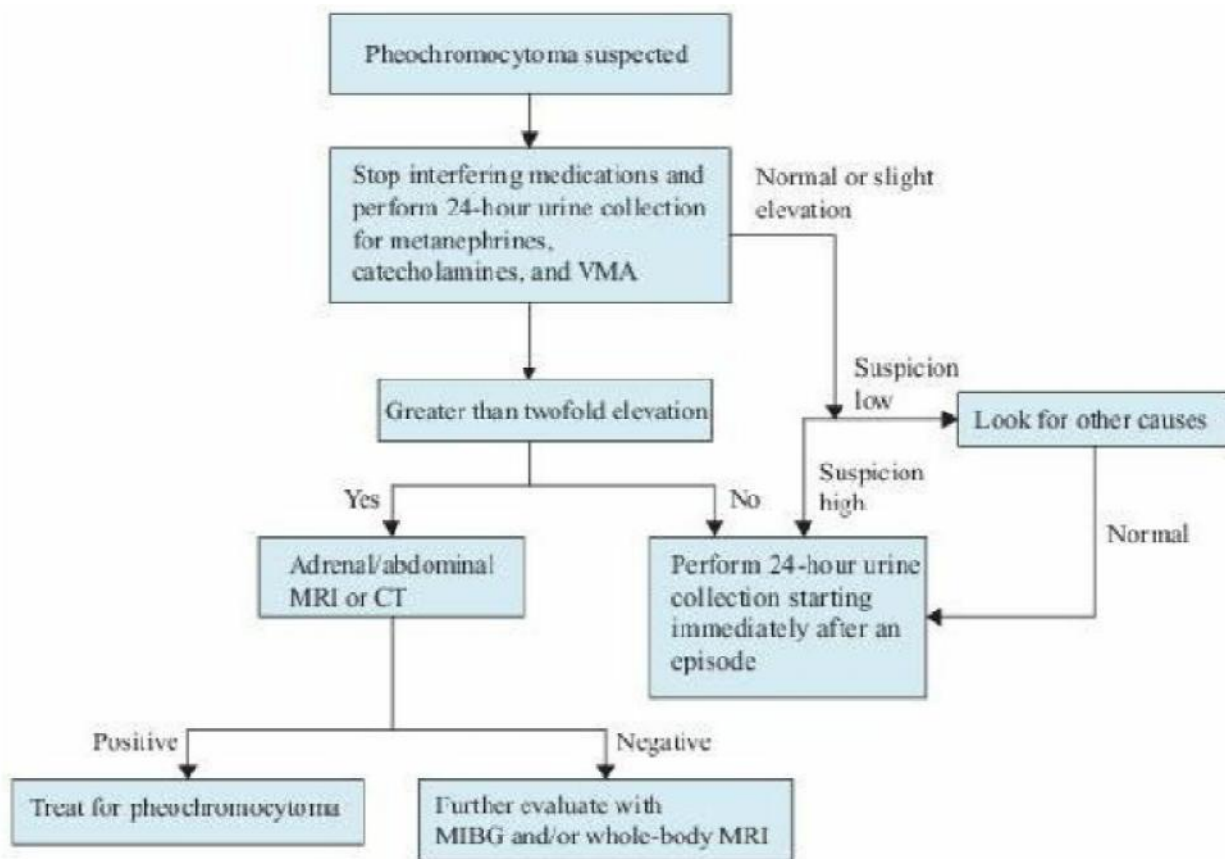 Pheochromocytoma suspected
Stop interfering medications and
perform 24-hour urine collection
for metanephrines,
catecholamines, and VMA
Normal or slight
elevation
Greater than twofold elevation
Suspicion
low
Look for other causes
Suspicion
high
Yes
No
Normal
Adrenal/abdominal
MRI or CT
Perform 24-hour urine
collection starting
immediately after an
episode
Positive
Negative
Treat for pheochromocytoma
Further evaluate with
MIBG and/or whole-body MRI